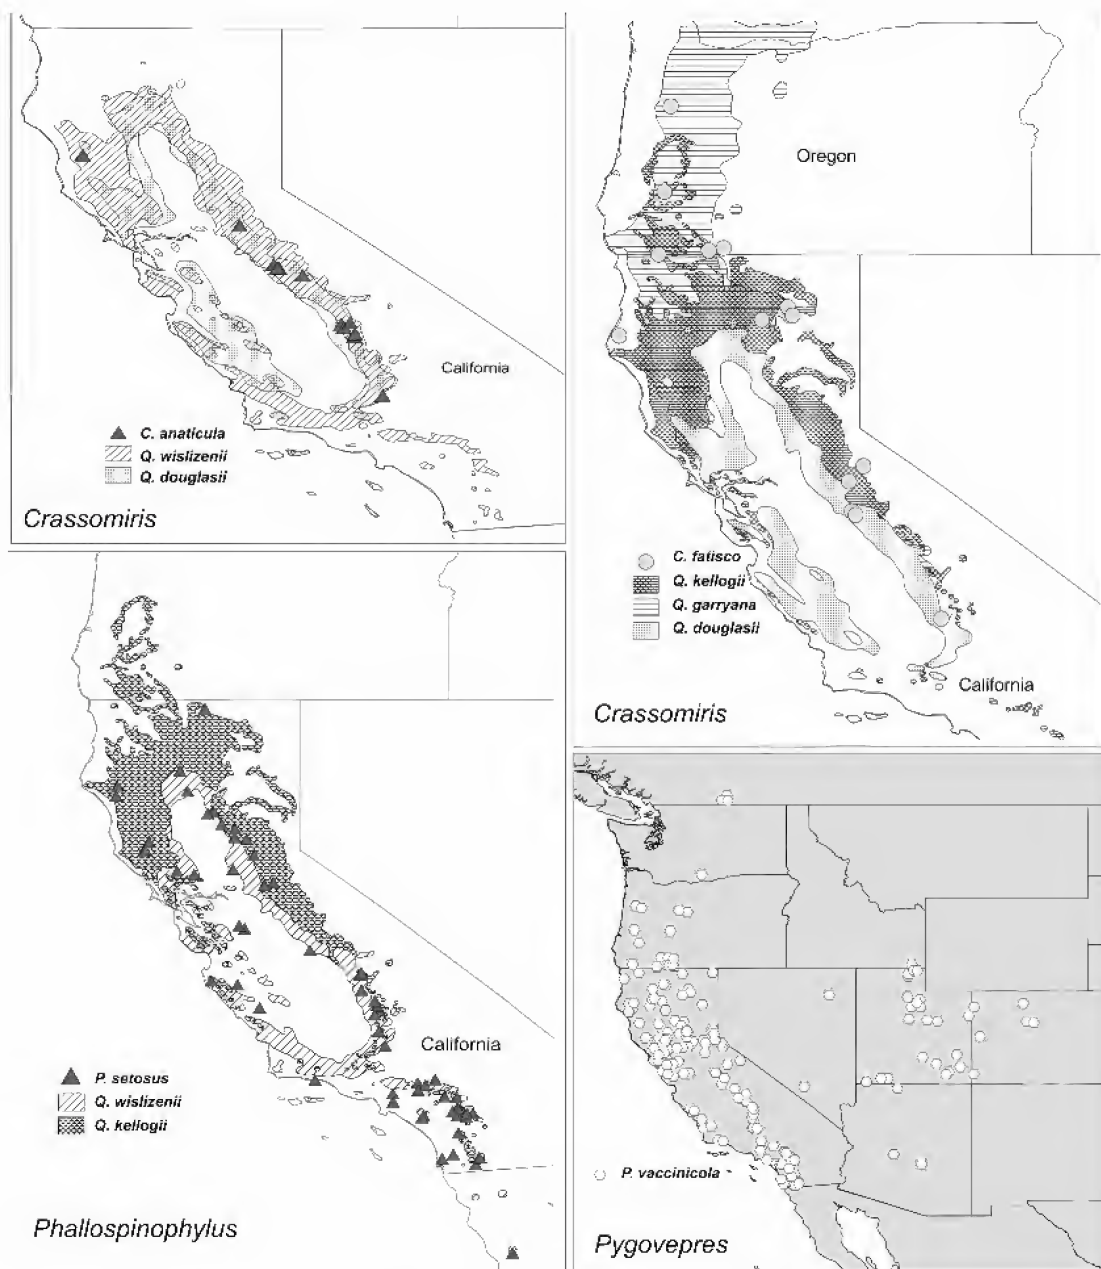 California
C. anaticula
Q. wislizenii
Q. douglasii
Crassomiris
Oregon
C. fatisco
Q. kellogii
Q. garryana
Q. douglasii
California
Crassomiris
California
P. setosus
Q. wislizenii
Q. kellogii
Phallospinophylus
P. vaccinicola
Pygovepres